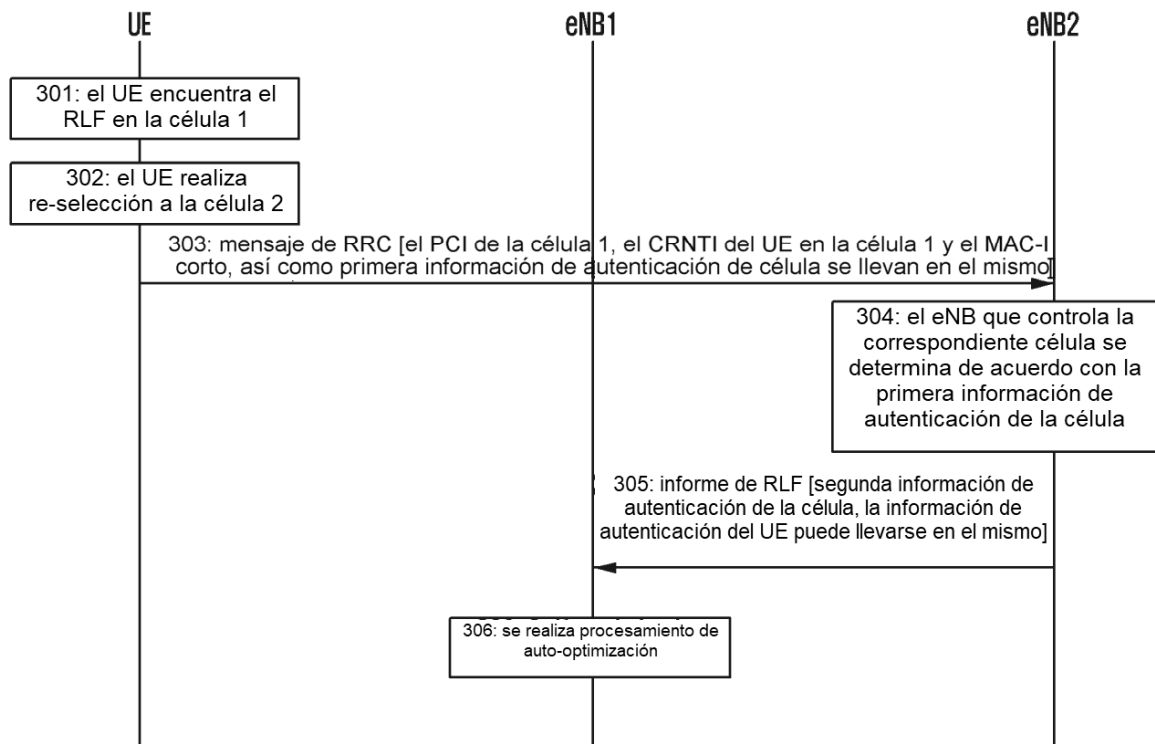 UE
eNB1
eNB2
301: el UE encuentra el
RLF en la célula 1
302: el UE realiza
re-selección a la célula 2
303: mensaje de RRC [el PCI de la célula 1, el CRNTI del UE en la célula 1 y el MAC-I
corto, así como primera información de autenticación de célula se llevan en el mismo]
304: el eNB que controla la
correspondiente célula se
determina de acuerdo con la
primera información de
autenticación de la célula
305: informe de RLF [segunda información de
autenticación de la célula, la información de
autenticación del UE puede llevarse en el mismo]
306: se realiza procesamiento de
auto-optimización